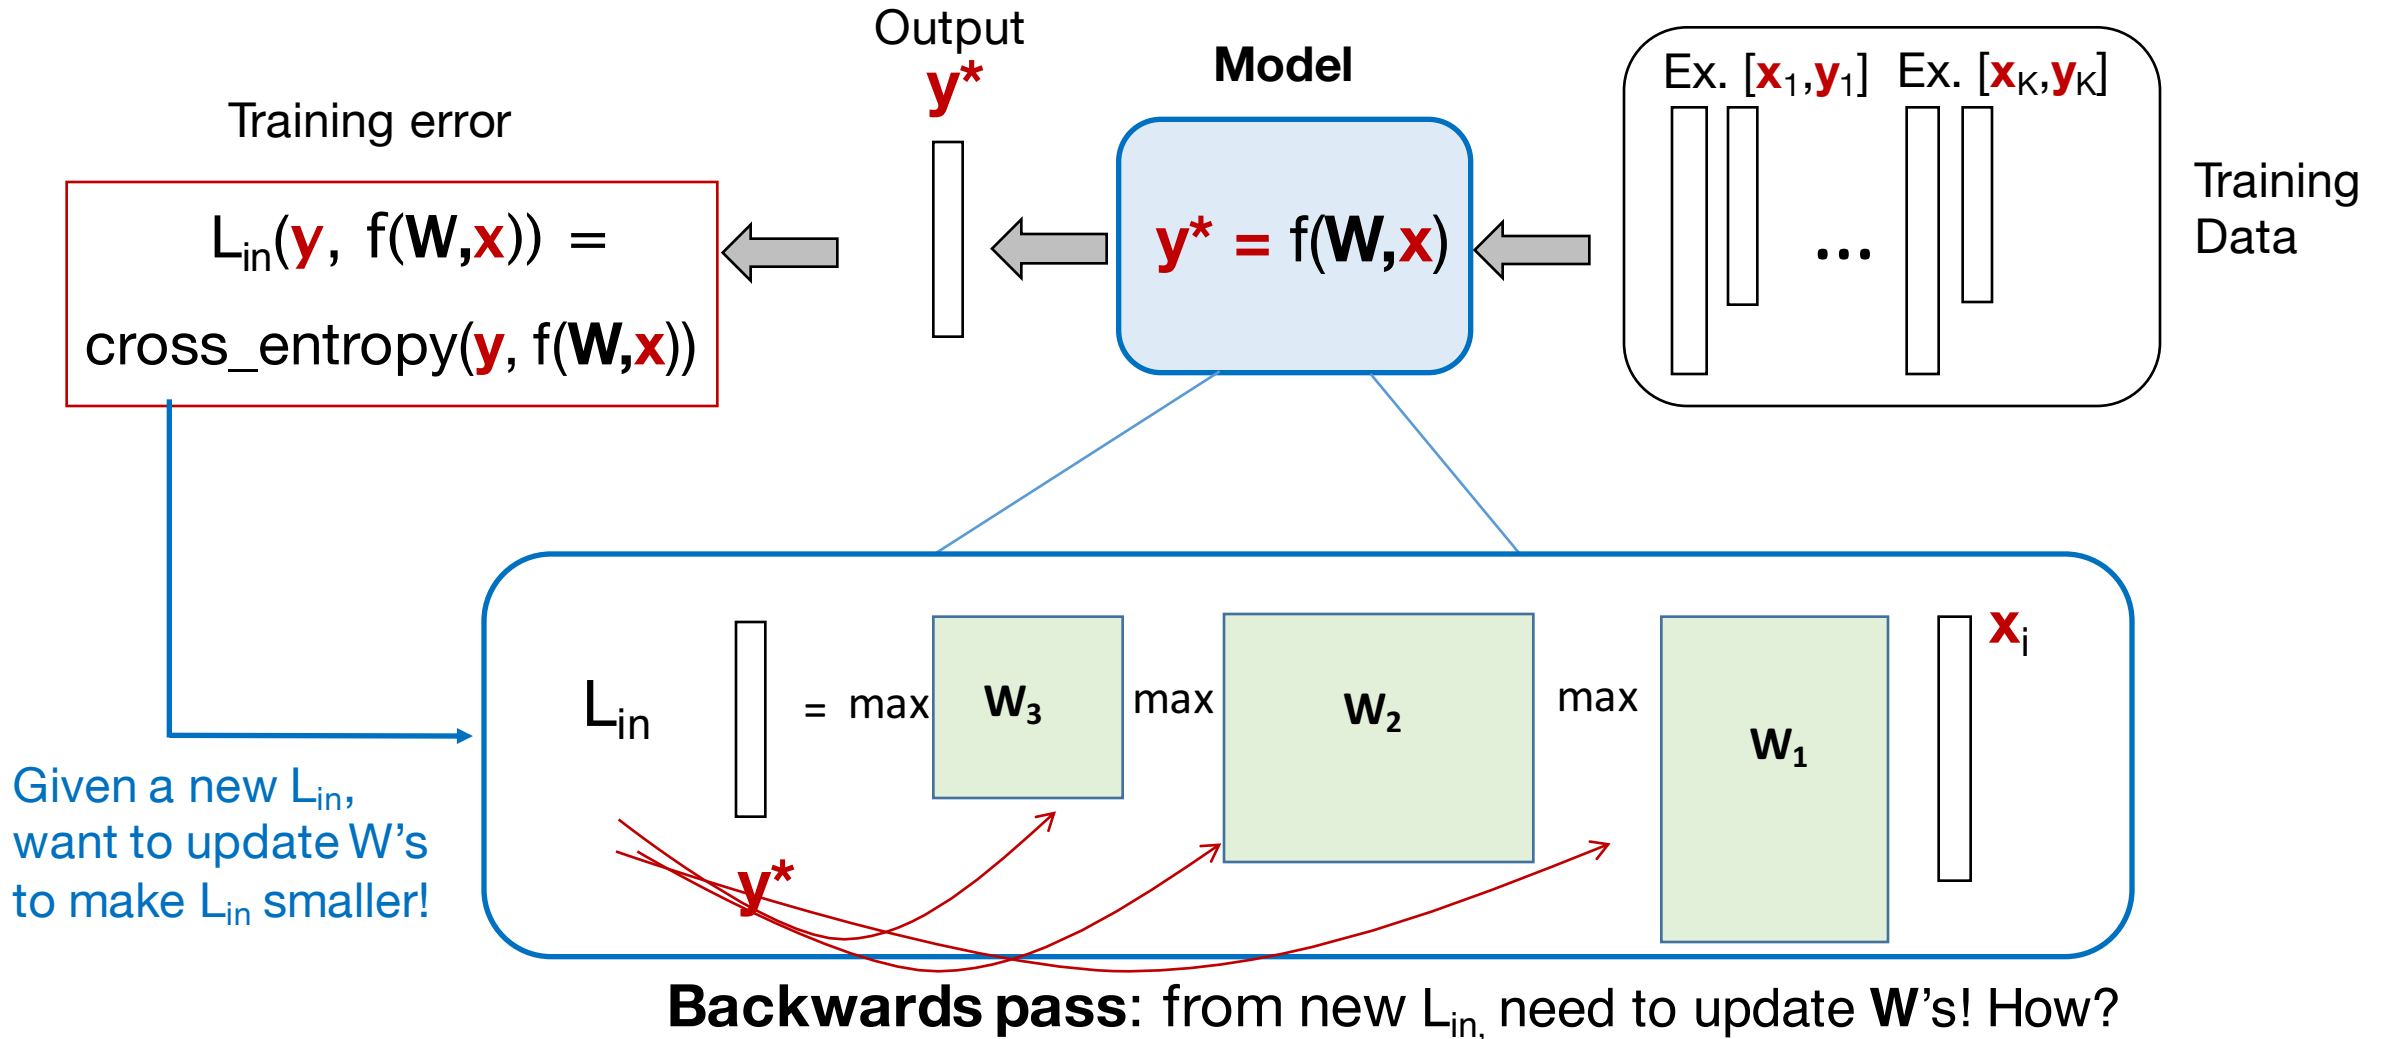 Output
y*
Model
Ex. [x1,y1] Ex. [xK,yK]
Training error
Lin(y, f(W,x)) =
cross_entropy(y, f(W,x))
y* = f(W,x)
...
Training
Data
Lin
= max
W3
max
W2
max
W1
xi
y*
Given a new Lin,
want to update W's
to make Lin smaller!
Backwards pass: from new Lin, need to update W's! How?